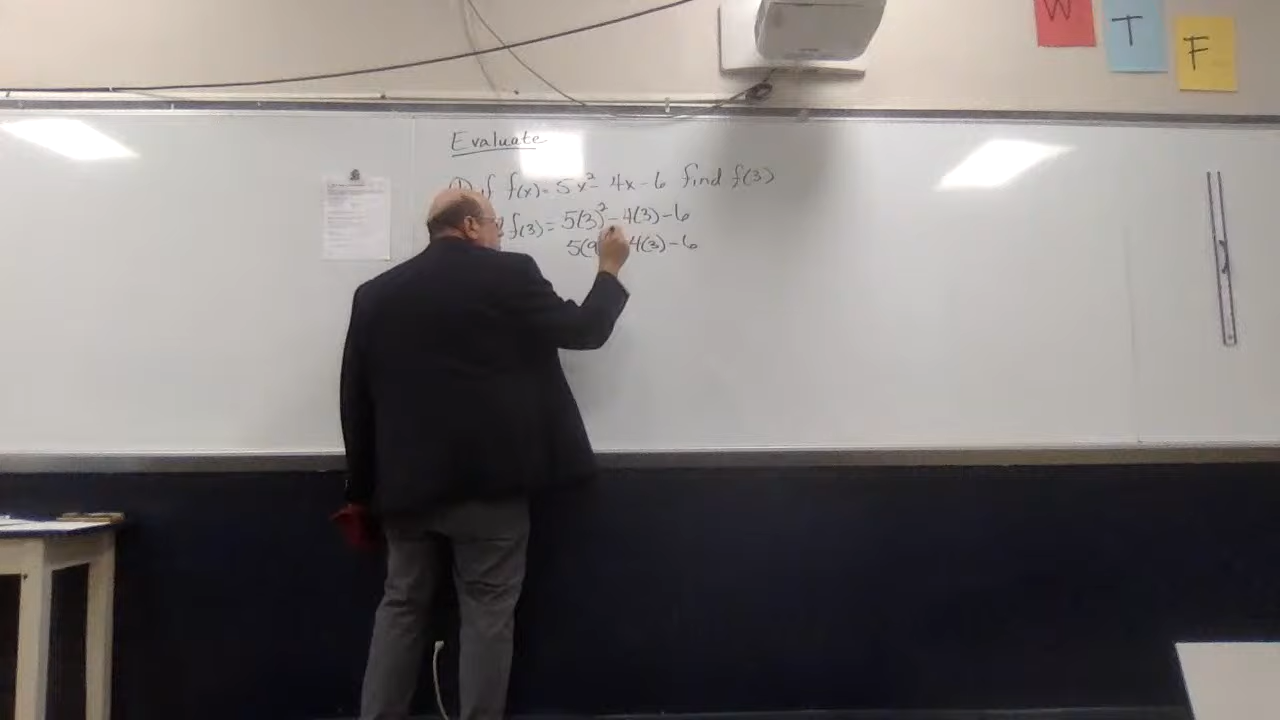 W
T
F
Evaluate
① if f(x) = 5x² - 4x - 6 find f(3)
f(3) = 5(3)² - 4(3) - 6
5(9 4(3) - 6